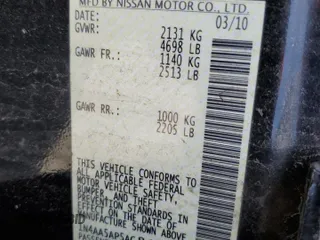 MFD BY NISSAN MOTOR CO., LTD.
DATE: 03/10
GVWR: 2131 KG
4698 LB
GAWR FR: 1140 KG
2513 LB
GAWR RR: 1000 KG
2205 LB
THIS VEHICLE CONFORMS TO
ALL APPLICABLE FEDERAL
MOTOR VEHICLE SAFETY,
BUMPER AND THEFT
PREVENTION STANDARDS
IN EFFECT ON THE DATE OF
MANUFACTURE SHOWN ABOVE